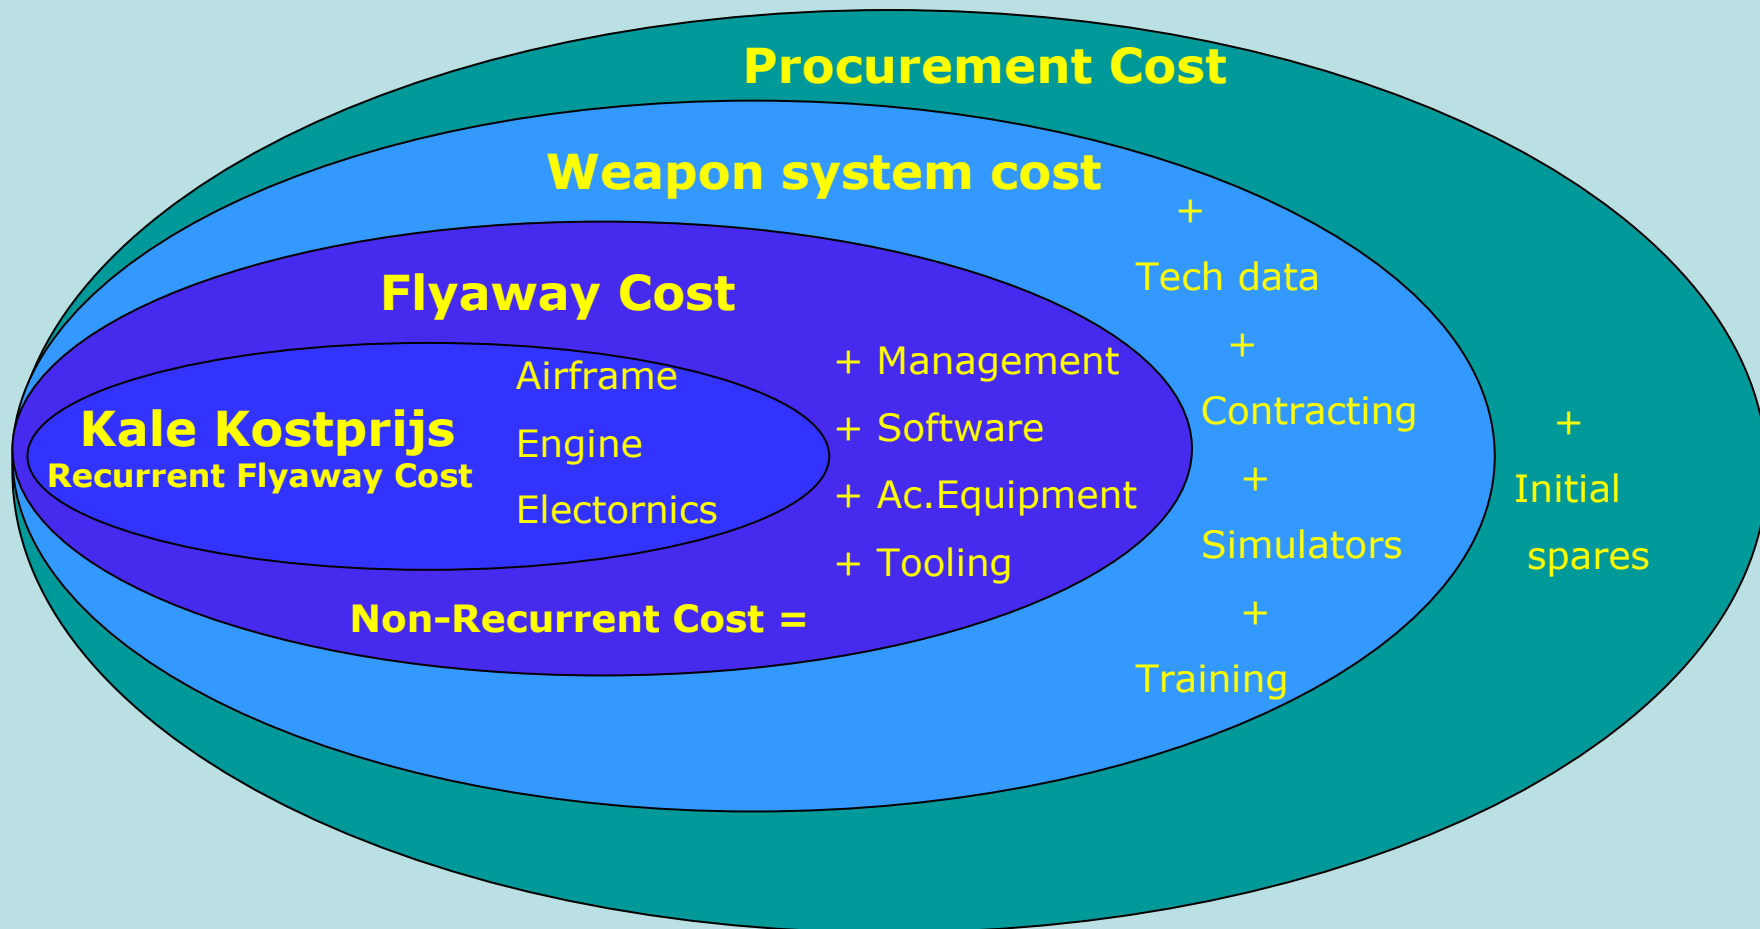 Procurement Cost
Weapon system cost
+
Tech data
+
Contracting
+
Simulators
+
Training
Flyaway Cost
+ Management
+ Software
+ Ac.Equipment
+ Tooling
Non-Recurrent Cost =
Kale Kostprijs
Recurrent Flyaway Cost
Airframe
Engine
Electornics
+
Initial
spares